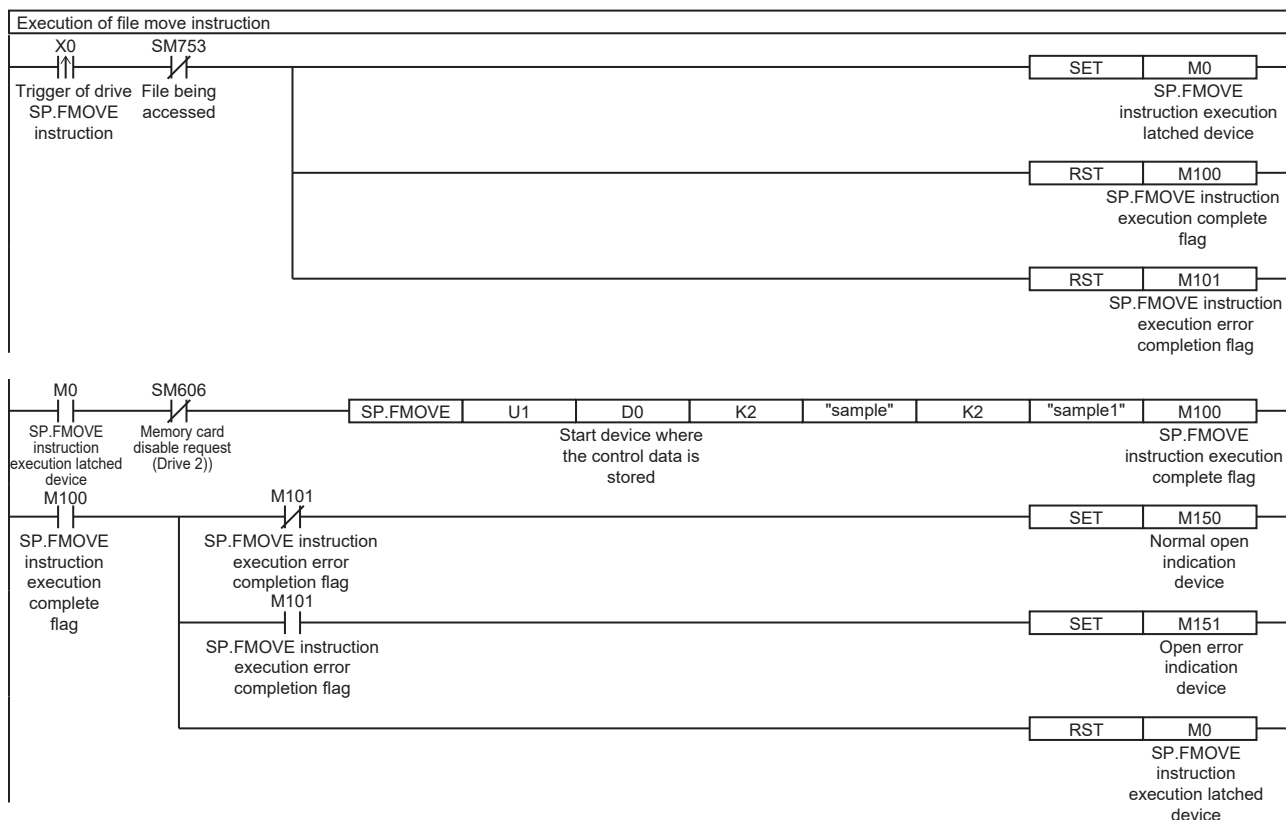 Execution of file move instruction
X0
SM753
SET M0
Trigger of drive
SP.FMOVE
instruction
File being
accessed
SP.FMOVE
instruction execution
latched device
RST M100
SP.FMOVE instruction
execution complete
flag
RST M101
SP.FMOVE instruction
execution error
completion flag
M0
SM606
SP.FMOVE U1 D0 K2 "sample" K2 "sample1" M100
SP.FMOVE
instruction
execution latched
device
Memory card
disable request
(Drive 2))
Start device where
the control data is
stored
SP.FMOVE
instruction execution
complete flag
M100
M101
SET M150
SP.FMOVE
instruction
execution
complete
flag
SP.FMOVE instruction
execution error
completion flag
Normal open
indication
device
M101
SET M151
SP.FMOVE instruction
execution error
completion flag
Open error
indication
device
RST M0
SP.FMOVE
instruction
execution latched
device